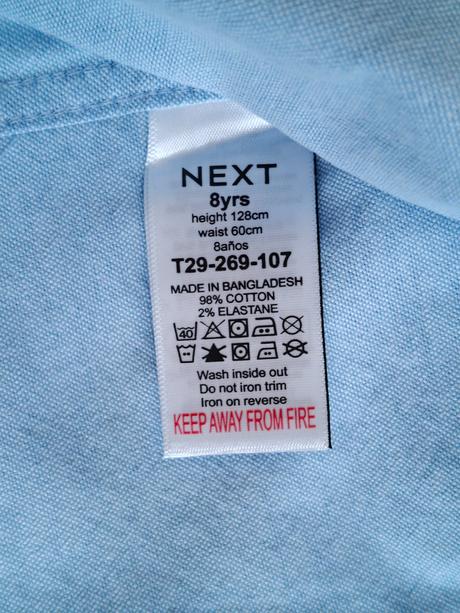 NEXT
8yrs
height 128cm
waist 60cm
8años
T29-269-107
MADE IN BANGLADESH
98% COTTON
2% ELASTANE
40
Wash inside out
Do not iron trim
Iron on reverse
KEEP AWAY FROM FIRE